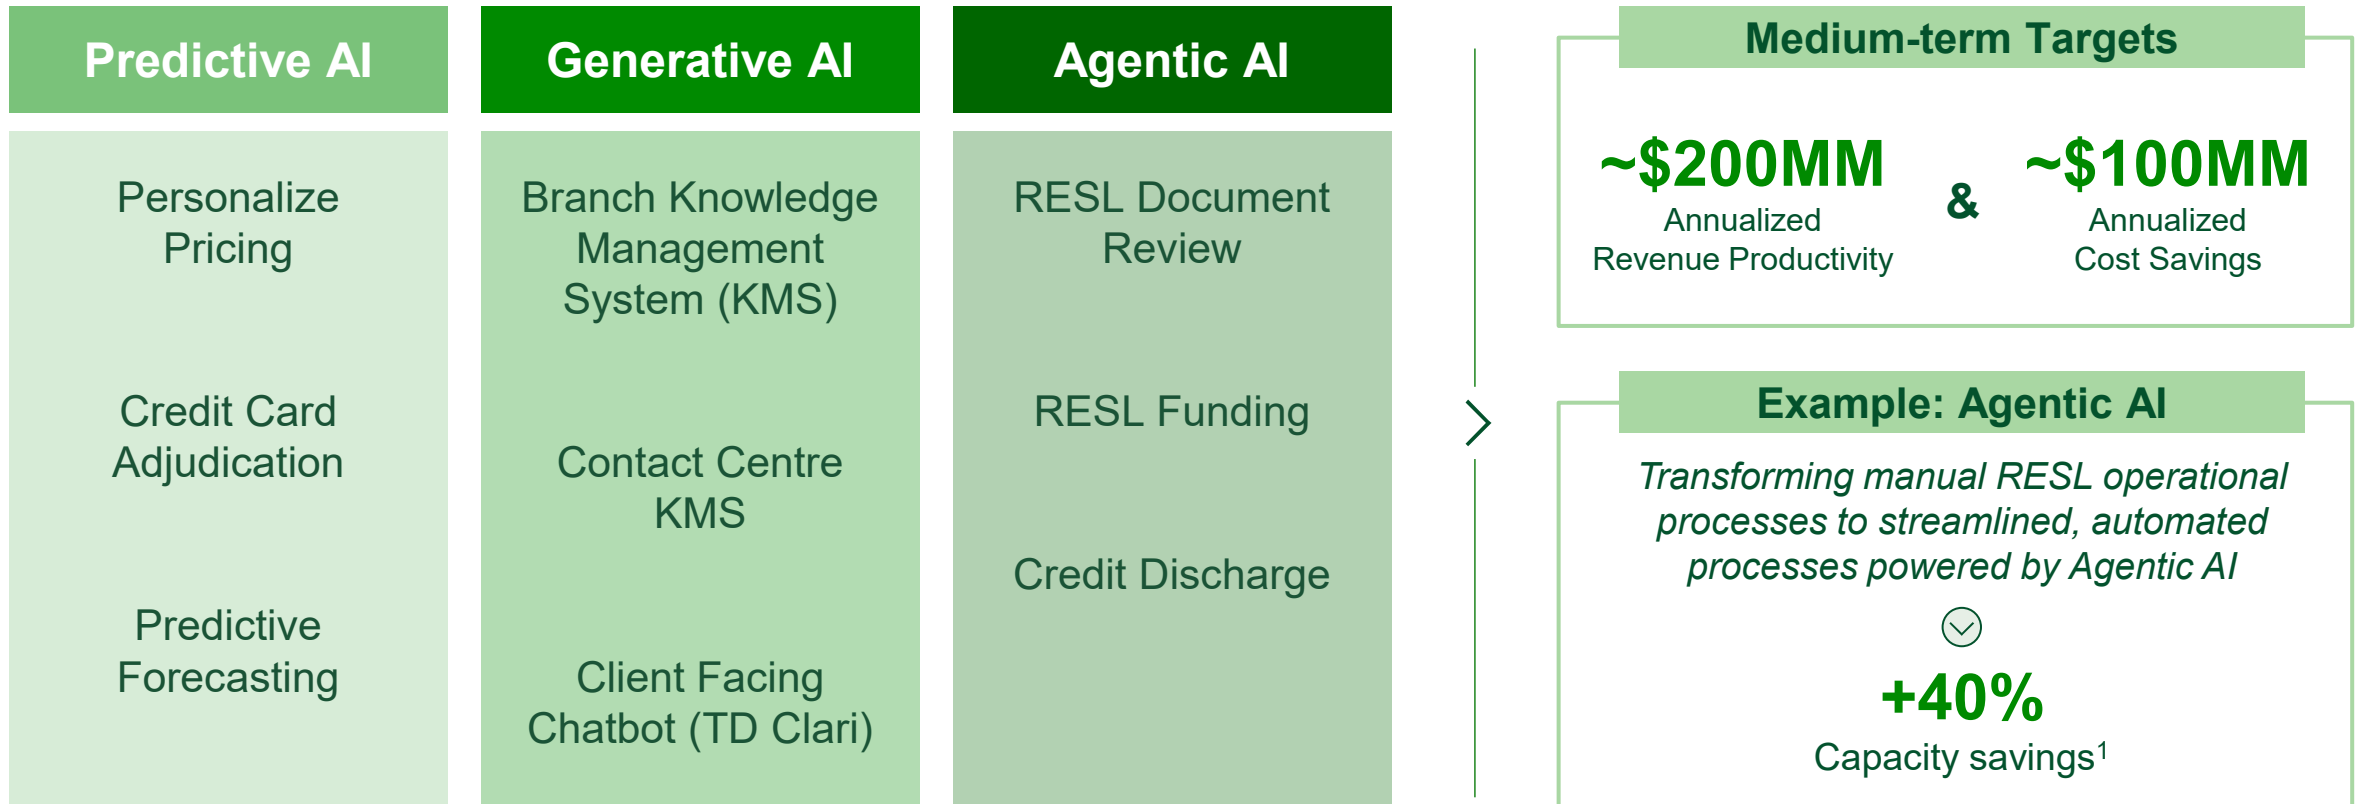 Predictive AI
Personalize
Pricing
Credit Card
Adjudication
Predictive
Forecasting
Generative AI
Branch Knowledge
Management
System (KMS)
Contact Centre
KMS
Client Facing
Chatbot (TD Clari)
Agentic AI
RESL Document
Review
RESL Funding
Credit Discharge
Medium-term Targets
~$200MM
Annualized
Revenue Productivity
&
~$100MM
Annualized
Cost Savings
Example: Agentic AI
Transforming manual RESL operational
processes to streamlined, automated
processes powered by Agentic AI
+40%
Capacity savings¹